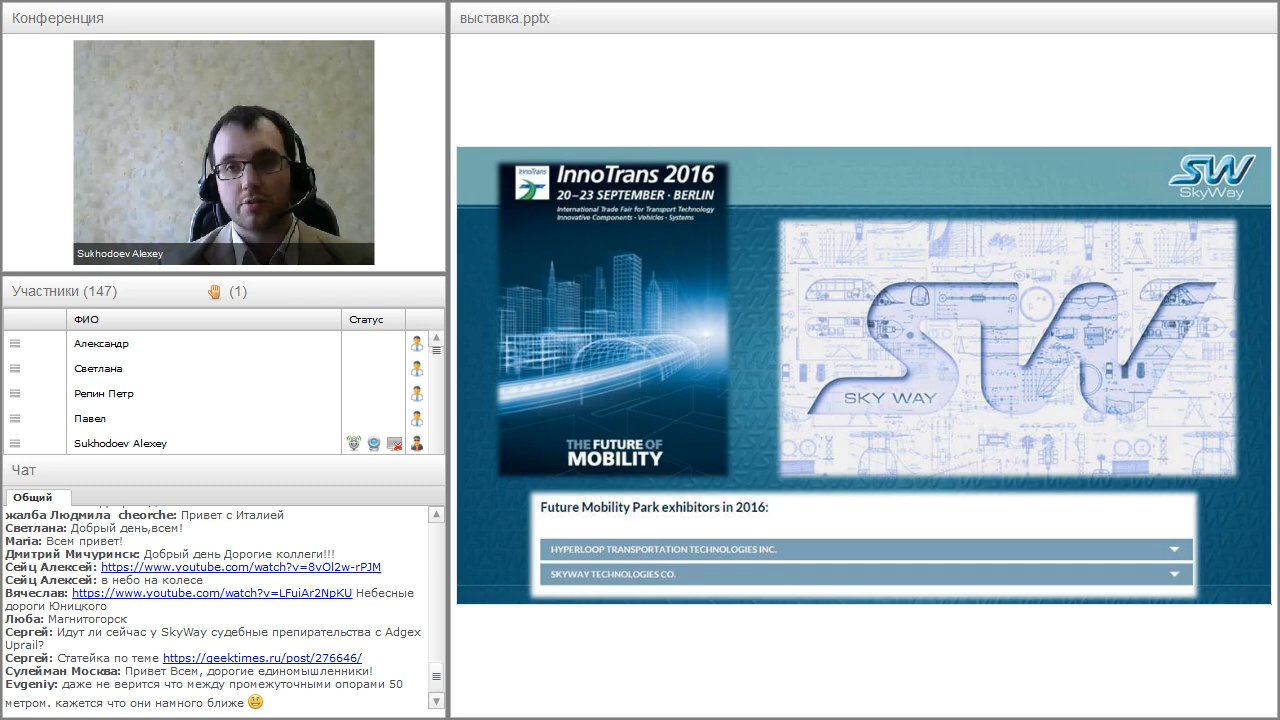 Конференция
Sukhodoev Alexey
Участники (147)
(1)
ФИО
Статус
Александр
Светлана
Репин Петр
Павел
Sukhodoev Alexey
Чат
Общий
жалба Людмила cheorche: Привет с Италией
Светлана: Добрый день,всем!
Maria: Всем привет!
Дмитрий Мичуринск: Добрый день Дорогие коллеги!!!
Сейц Алексей: https://www.youtube.com/watch?v=8vOl2w-rPJM
Сейц Алексей: в небо на колесе
Вячеслав: https://www.youtube.com/watch?v=LFuiAr2NpKU Небесные
дороги Юницкого
Люба: Магнитогорск
Сергей: Идут ли сейчас у SkyWay судебные препирательства с Adgex
Uprail?
Сергей: Статейка по теме https://geektimes.ru/post/276646/
Сулейман Москва: Привет Всем, дорогие единомышленники!
Evgeniy: даже не верится что между промежуточными опорами 50
метром. кажется что они намного ближе
выставка.pptx
InnoTrans
InnoTrans 2016
20–23 SEPTEMBER · BERLIN
International Trade Fair for Transport Technology
Innovative Components · Vehicles · Systems
THE FUTURE OF
MOBILITY
SW
SkyWay
SW
SKY WAY
Future Mobility Park exhibitors in 2016:
HYPERLOOP TRANSPORTATION TECHNOLOGIES INC.
SKYWAY TECHNOLOGIES CO.